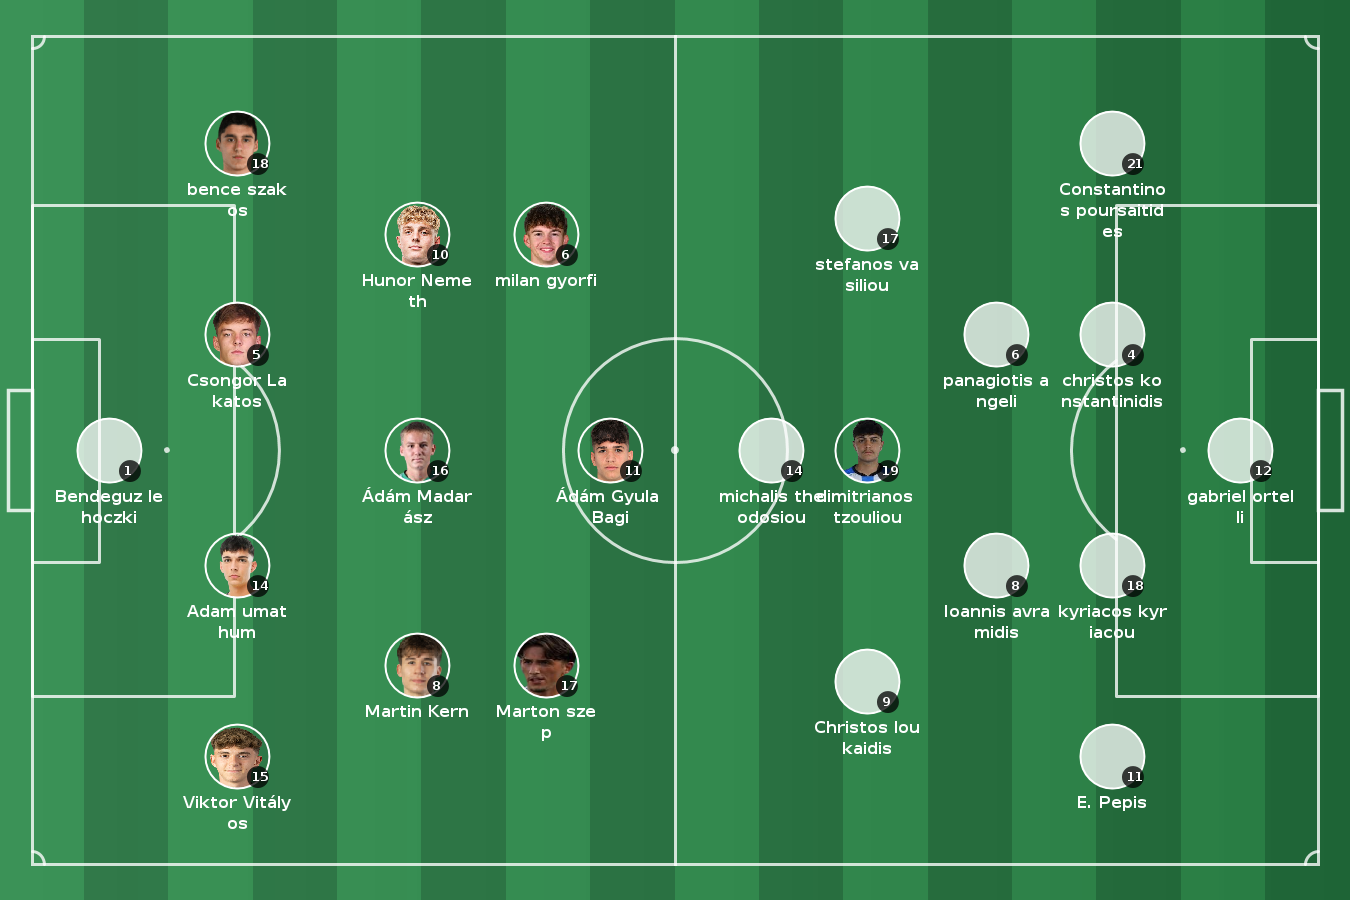 18
bence szak
os
10
Hunor Neme
th
6
milan gyorfi
5
Csongor La
katos
1
Bendeguz le
hoczki
16
Ádám Madar
ász
11
Ádám Gyula
Bagi
14
Adam umat
hum
8
Martin Kern
17
Marton sze
p
15
Viktor Vitály
os
21
Constantino
s poursaitid
es
17
stefanos va
siliou
6
panagiotis a
ngeli
4
christos ko
nstantinidis
14
michalis the
odosiou
19
dimitrianos
tzouliou
12
gabriel ortel
li
8
Ioannis avra
midis
18
kyriacos kyr
iacou
9
Christos lou
kaidis
11
E. Pepis